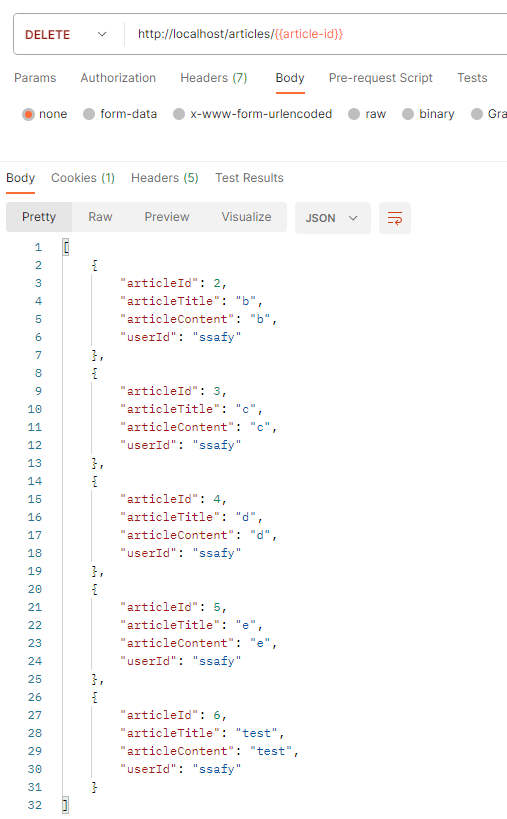 DELETE http://localhost/articles/{{article-id}}
Params Authorization Headers (7) Body Pre-request Script Tests
none form-data x-www-form-urlencoded raw binary Gra
Body Cookies (1) Headers (5) Test Results
Pretty Raw Preview Visualize JSON
1 [
2 {
3 "articleId": 2,
4 "articleTitle": "b",
5 "articleContent": "b",
6 "userId": "ssafy"
7 },
8 {
9 "articleId": 3,
10 "articleTitle": "c",
11 "articleContent": "c",
12 "userId": "ssafy"
13 },
14 {
15 "articleId": 4,
16 "articleTitle": "d",
17 "articleContent": "d",
18 "userId": "ssafy"
19 },
20 {
21 "articleId": 5,
22 "articleTitle": "e",
23 "articleContent": "e",
24 "userId": "ssafy"
25 },
26 {
27 "articleId": 6,
28 "articleTitle": "test",
29 "articleContent": "test",
30 "userId": "ssafy"
31 }
32 ]